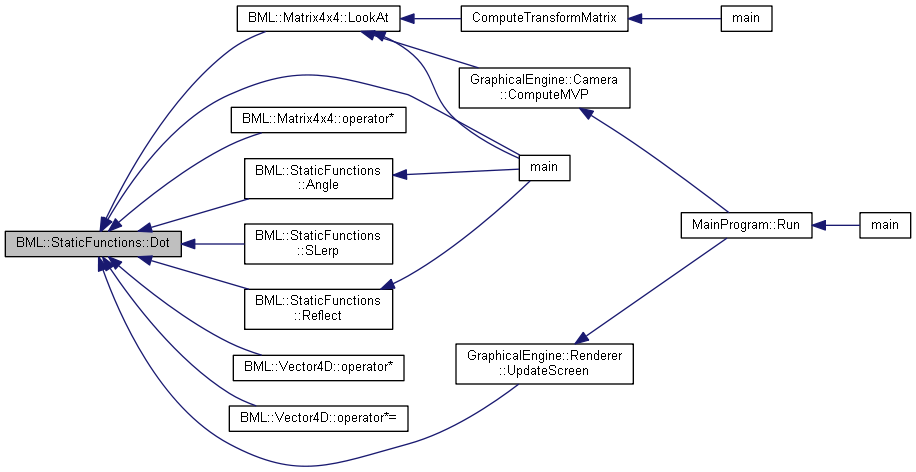 BML::Matrix4x4::LookAt
ComputeTransformMatrix
main
GraphicalEngine::Camera
::ComputeMVP
BML::Matrix4x4::operator*
main
BML::StaticFunctions
::Angle
MainProgram::Run
main
BML::StaticFunctions::Dot
BML::StaticFunctions
::SLerp
BML::StaticFunctions
::Reflect
BML::Vector4D::operator*
GraphicalEngine::Renderer
::UpdateScreen
BML::Vector4D::operator*=